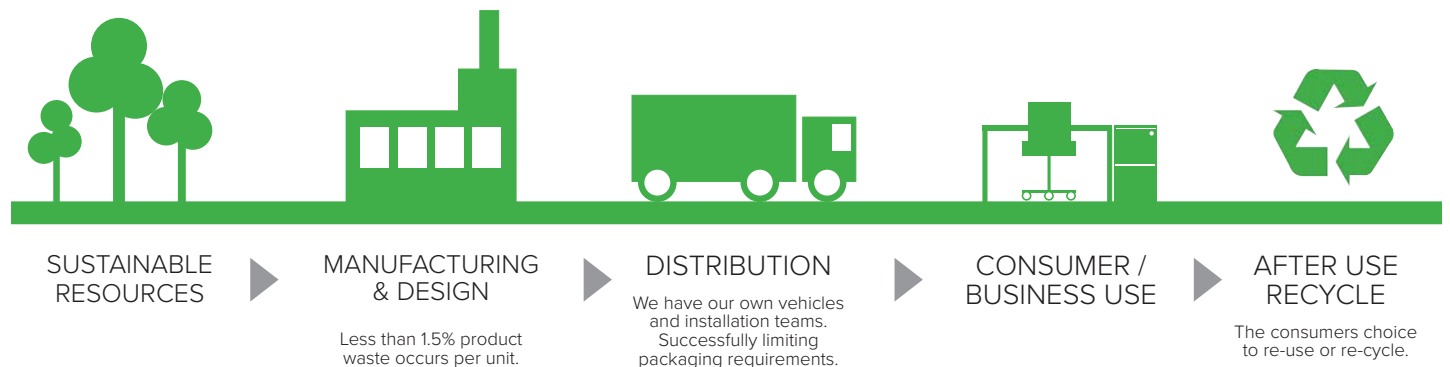 SUSTAINABLE
RESOURCES
MANUFACTURING
& DESIGN
Less than 1.5% product
waste occurs per unit.
DISTRIBUTION
We have our own vehicles
and installation teams.
Successfully limiting
packaging requirements.
CONSUMER /
BUSINESS USE
AFTER USE
RECYCLE
The consumers choice
to re-use or re-cycle.